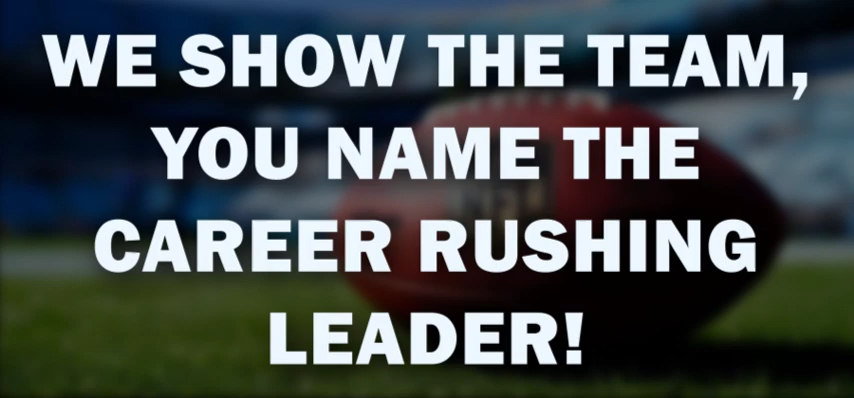 WE SHOW THE TEAM,
YOU NAME THE
CAREER RUSHING
LEADER!